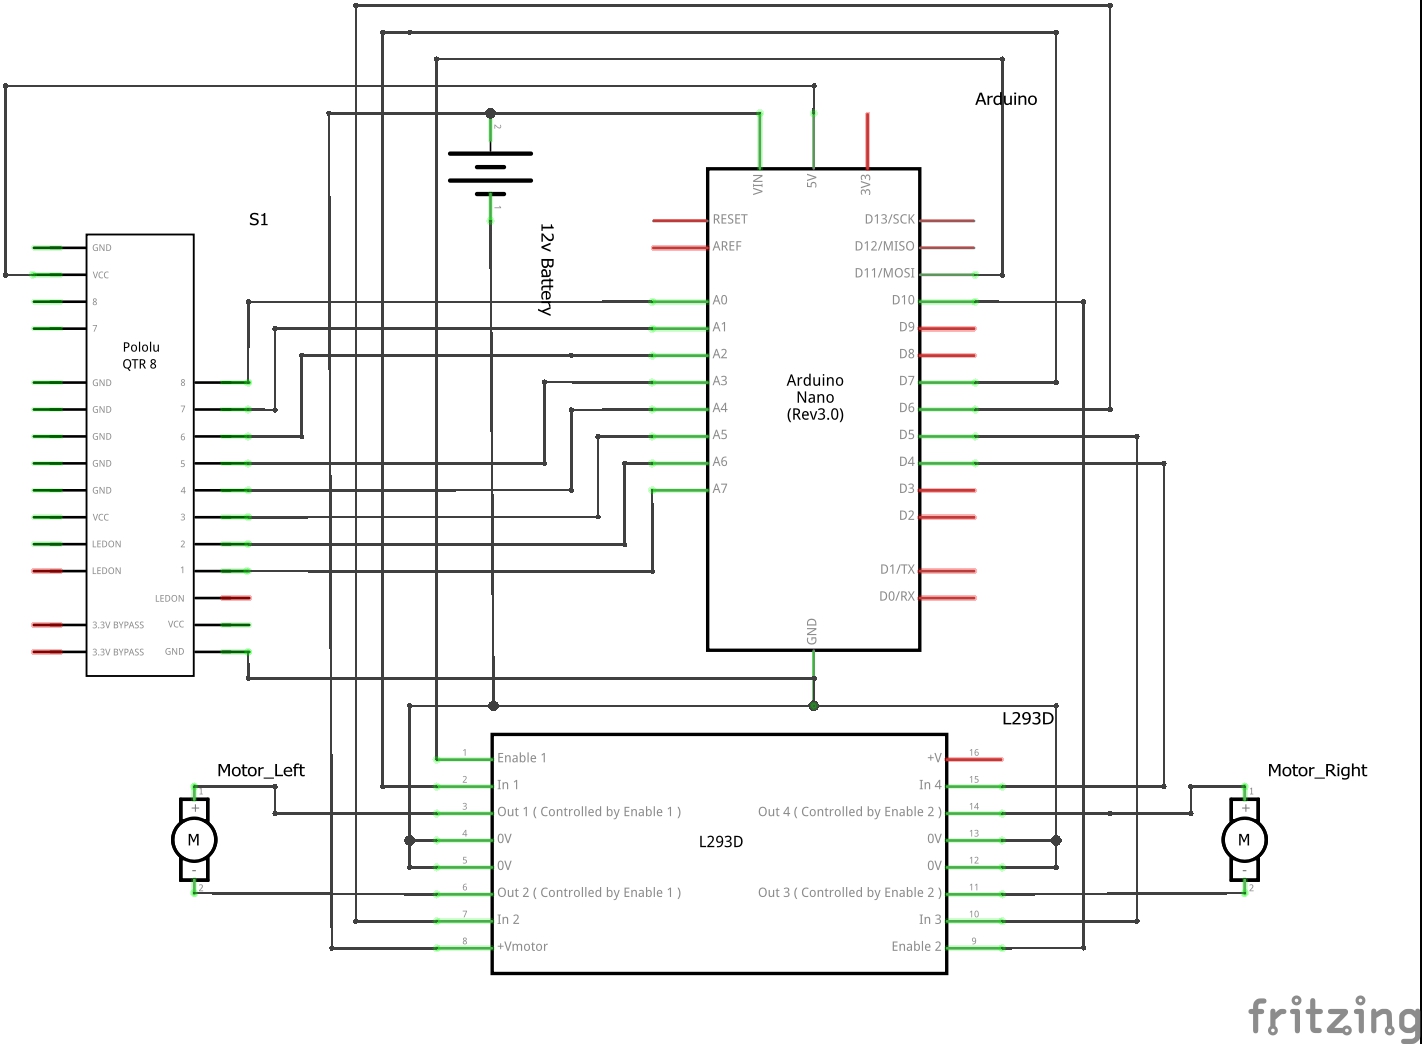 Arduino
2
VIN
5V
3V3
1
12v Battery
S1
RESET
D13/SCK
AREF
D12/MISO
D11/MOSI
A0
D10
A1
D9
A2
D8
A3
D7
A4
D6
A5
D5
A6
D4
A7
D3
D2
D1/TX
D0/RX
GND
Arduino
Nano
(Rev3.0)
GND
VCC
8
7
Pololu
QTR 8
GND
8
GND
7
GND
6
GND
5
GND
4
VCC
3
LEDON
2
LEDON
1
LEDON
3.3V BYPASS
VCC
3.3V BYPASS
GND
L293D
Motor_Left
1
+
M
-
2
1
Enable 1
+V
16
2
In 1
In 4
15
3
Out 1 ( Controlled by Enable 1 )
Out 4 ( Controlled by Enable 2 )
14
4
0V
0V
13
L293D
5
0V
0V
12
6
Out 2 ( Controlled by Enable 1 )
Out 3 ( Controlled by Enable 2 )
11
7
In 2
In 3
10
8
+Vmotor
Enable 2
9
Motor_Right
1
+
M
-
2
fritzing